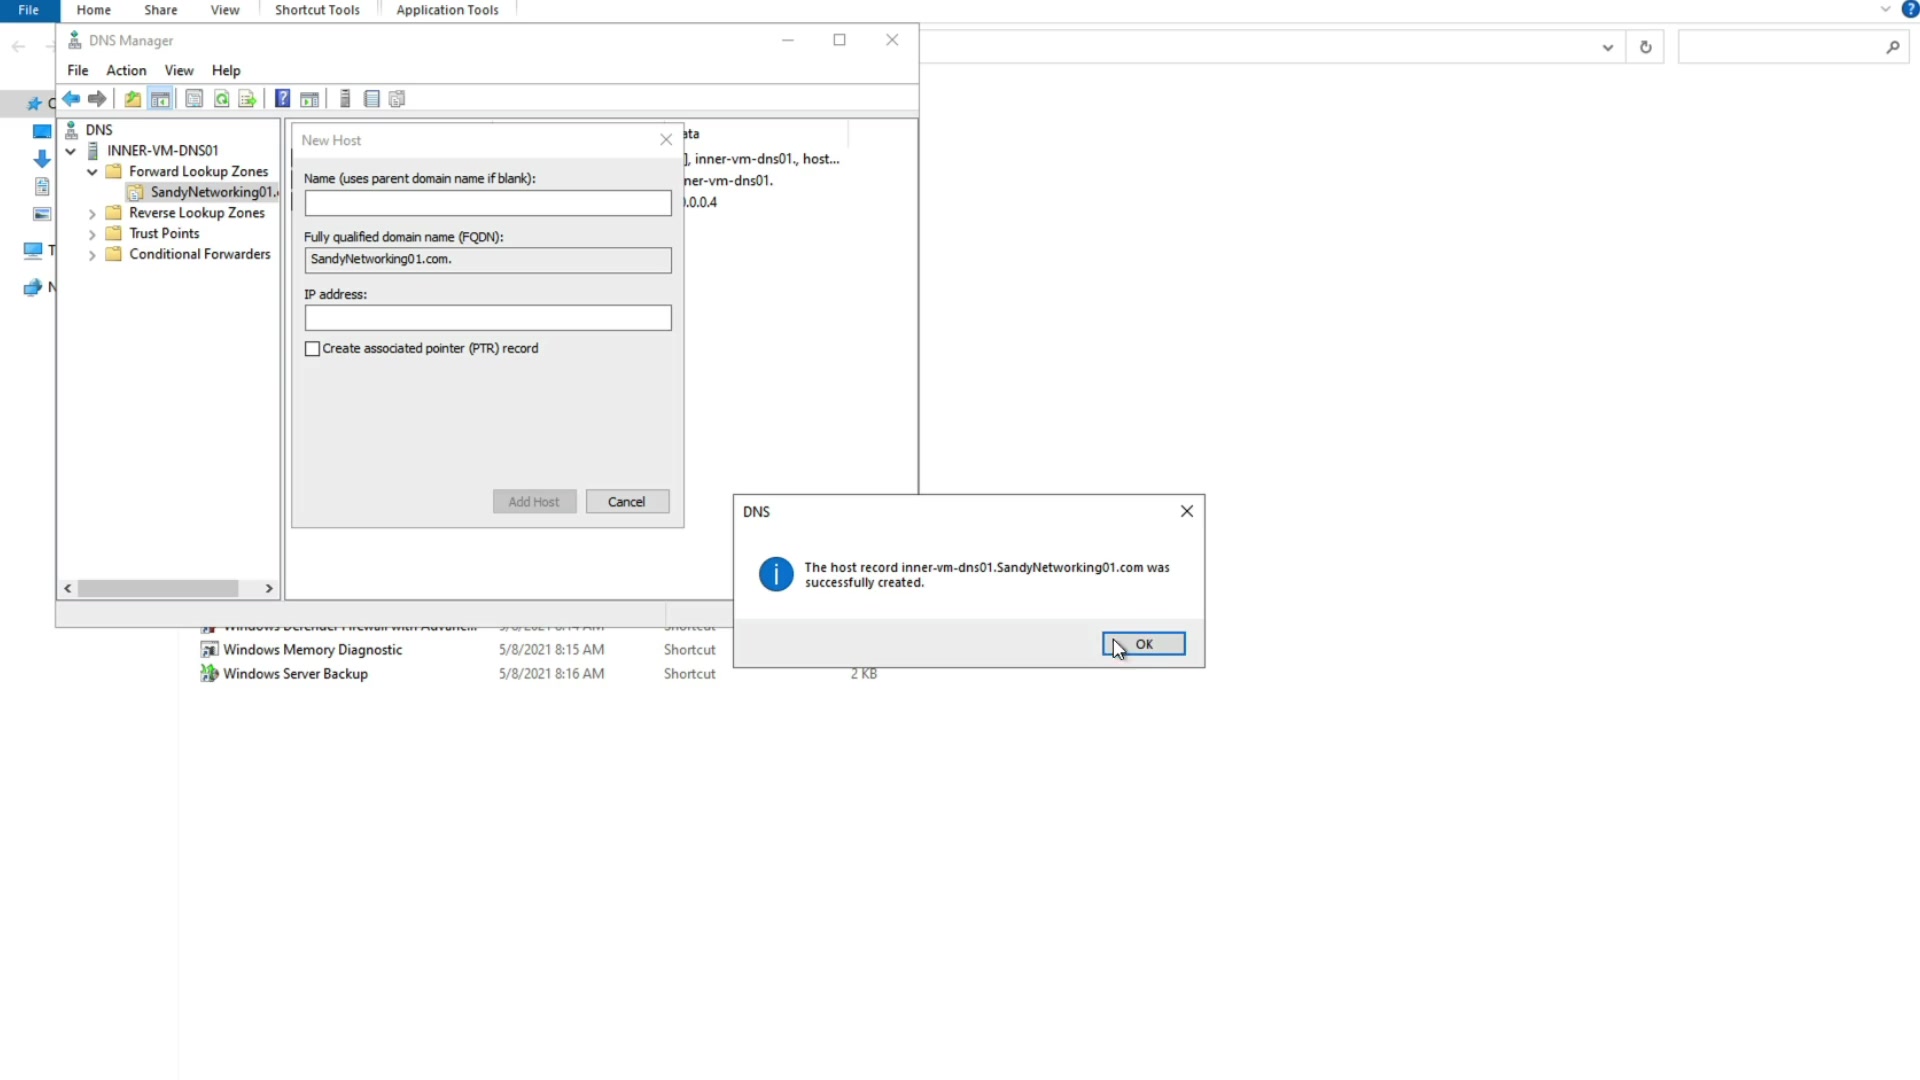 File Home Share View Shortcut Tools Application Tools
DNS Manager
File Action View Help
DNS
INNER-VM-DNS01
Forward Lookup Zones
SandyNetworking01.
Reverse Lookup Zones
Trust Points
Conditional Forwarders
New Host
Name (uses parent domain name if blank):
Fully qualified domain name (FQDN):
SandyNetworking01.com.
IP address:
Create associated pointer (PTR) record
Add Host Cancel
ata
], inner-vm-dns01., host...
ner-vm-dns01.
.0.0.4
DNS
The host record inner-vm-dns01.SandyNetworking01.com was
successfully created.
OK
Windows Defender Firewall with Advanc...
Windows Memory Diagnostic 5/8/2021 8:15 AM Shortcut
Windows Server Backup 5/8/2021 8:16 AM Shortcut 2 KB